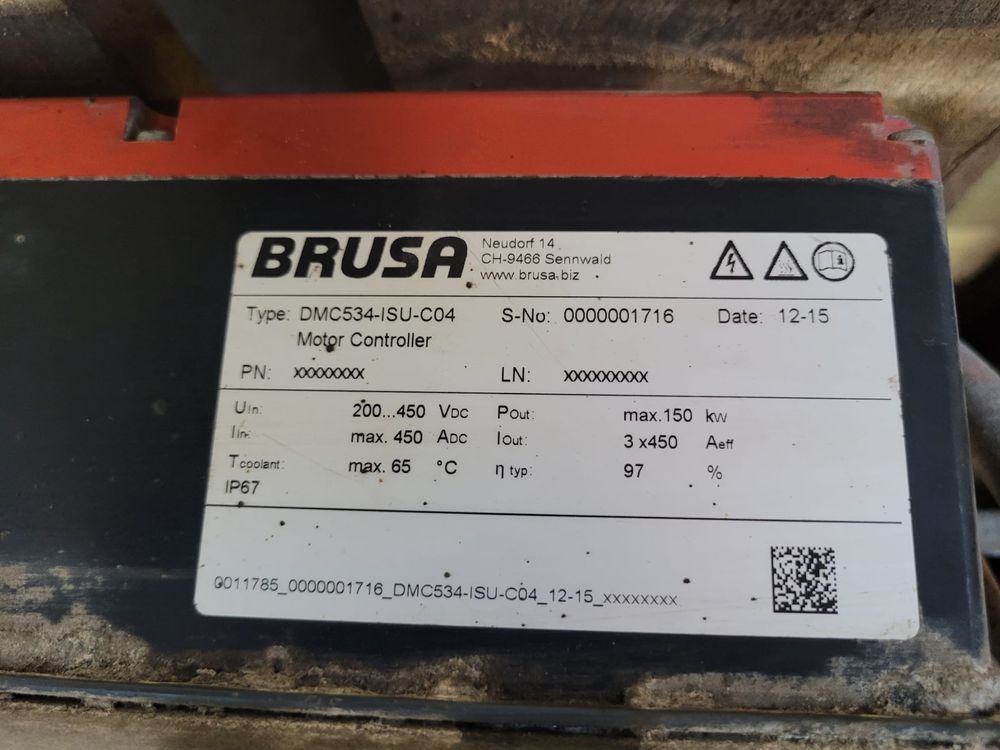 BRUSA
Neudorf 14
CH-9466 Sennwald
www.brusa.biz
Type: DMC534-ISU-C04 S-No: 0000001716 Date: 12-15
Motor Controller
PN: xxxxxxxx LN: xxxxxxxxx
UIn: 200...450 VDC POut: max.150 kW
IIn: max. 450 ADC IOut: 3 x450 Aeff
Tcoolant: max. 65 °C η typ: 97 %
IP67
0011785_0000001716_DMC534-ISU-C04_12-15_xxxxxxxx